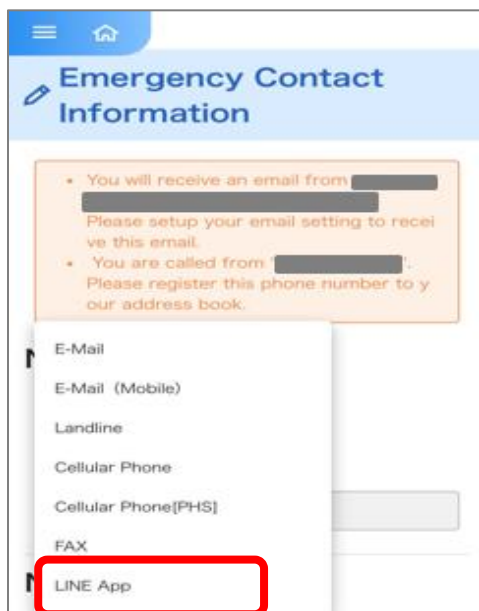 Emergency Contact
Information
• You will receive an email from
Please setup your email setting to recei
ve this email.
• You are called from '
'.
Please register this phone number to y
our address book.
E-Mail
E-Mail (Mobile)
Landline
Cellular Phone
Cellular Phone[PHS]
FAX
LINE App